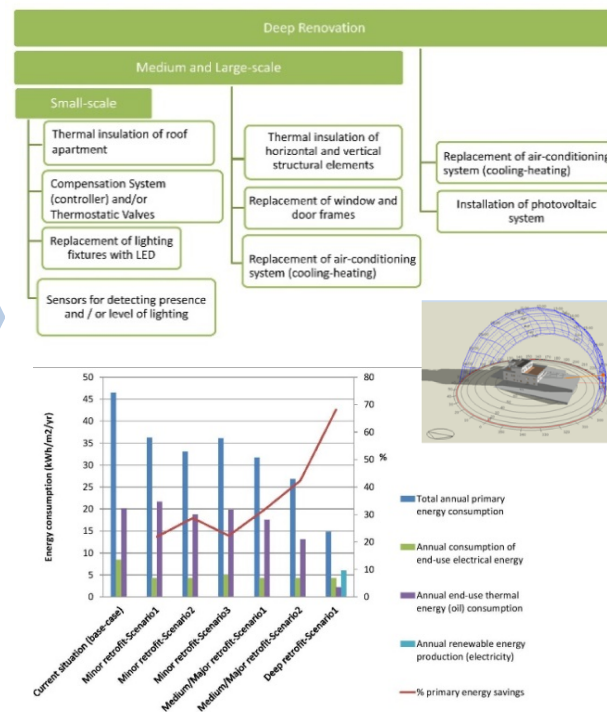 Deep Renovation
Medium and Large-scale
Small-scale
Thermal insulation of roof
apartment
Compensation System
(controller) and/or
Thermostatic Valves
Replacement of lighting
fixtures with LED
Sensors for detecting presence
and / or level of lighting
Thermal insulation of
horizontal and vertical
structural elements
Replacement of window and
door frames
Replacement of air-conditioning
system (cooling-heating)
Replacement of air-conditioning
system (cooling-heating)
Installation of photovoltaic
system
Energy consumption (kWh/m2/yr)
50
45
40
35
30
25
20
15
10
5
0
80
70
60
50
40
30
20
10
0
%
Current situation (base-case)
Minor retrofit-Scenario1
Minor retrofit-Scenario2
Minor retrofit-Scenario3
Medium/Major retrofit-Scenario1
Medium/Major retrofit-Scenario2
Deep retrofit-Scenario1
Total annual primary
energy consumption
Annual consumption of
end-use electrical energy
Annual end-use thermal
energy (oil) consumption
Annual renewable energy
production (electricity)
% primary energy savings